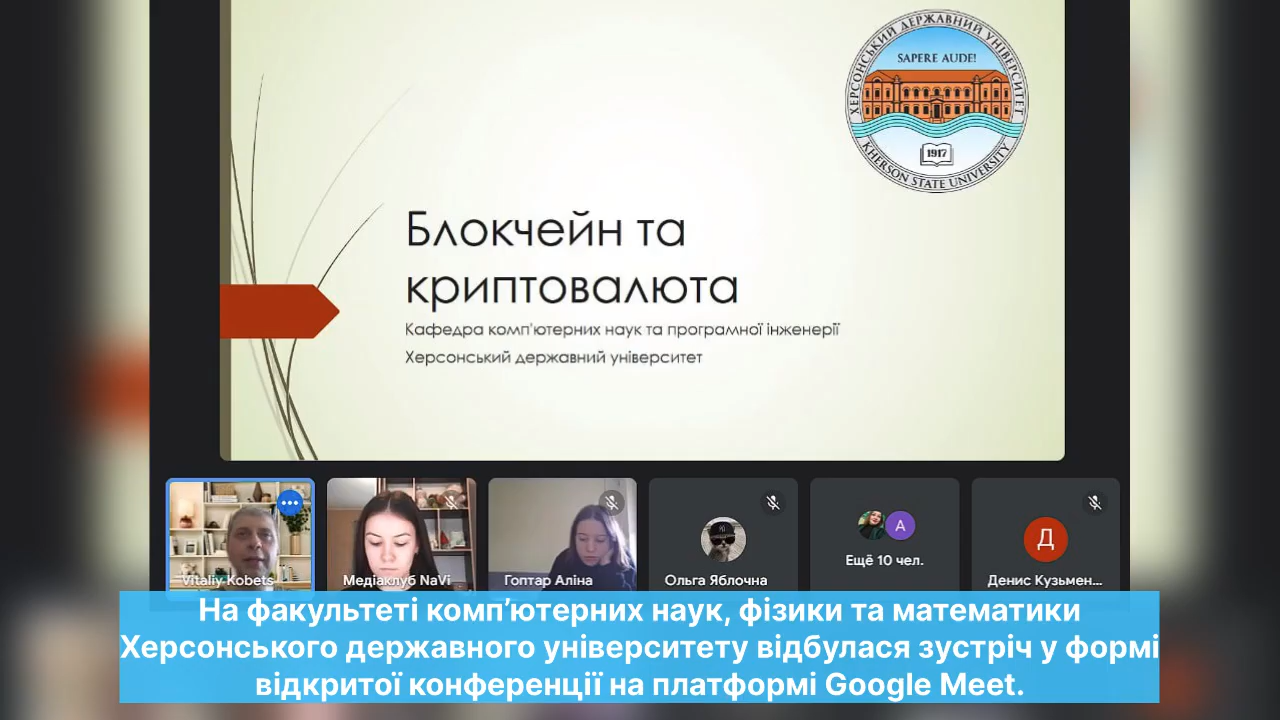 ХЕРСОНСЬКИЙ ДЕРЖАВНИЙ УНІВЕРСИТЕТ
SAPERE AUDE!
1917
KHERSON STATE UNIVERSITY
Блокчейн та
криптовалюта
Кафедра комп'ютерних наук та програмної інженерії
Херсонський державний університет
Vitaliy Kobets
Медіаклуб NaVi
Гоптар Аліна
Ольга Яблочна
А
Ещё 10 чел.
Д
Денис Кузьмен...
На факультеті комп’ютерних наук, фізики та математики
Херсонського державного університету відбулася зустріч у формі
відкритої конференції на платформі Google Meet.